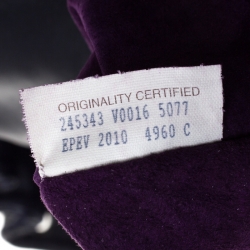 ORIGINALITY CERTIFIED
245343 V0016 5077
EPEV 2010 4960 C